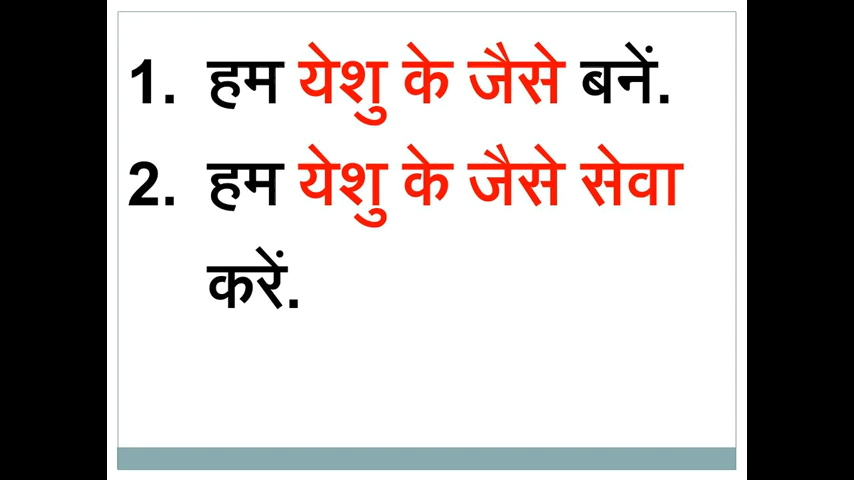 1. हम येशु के जैसे बनें.
2. हम येशु के जैसे सेवा
करें.